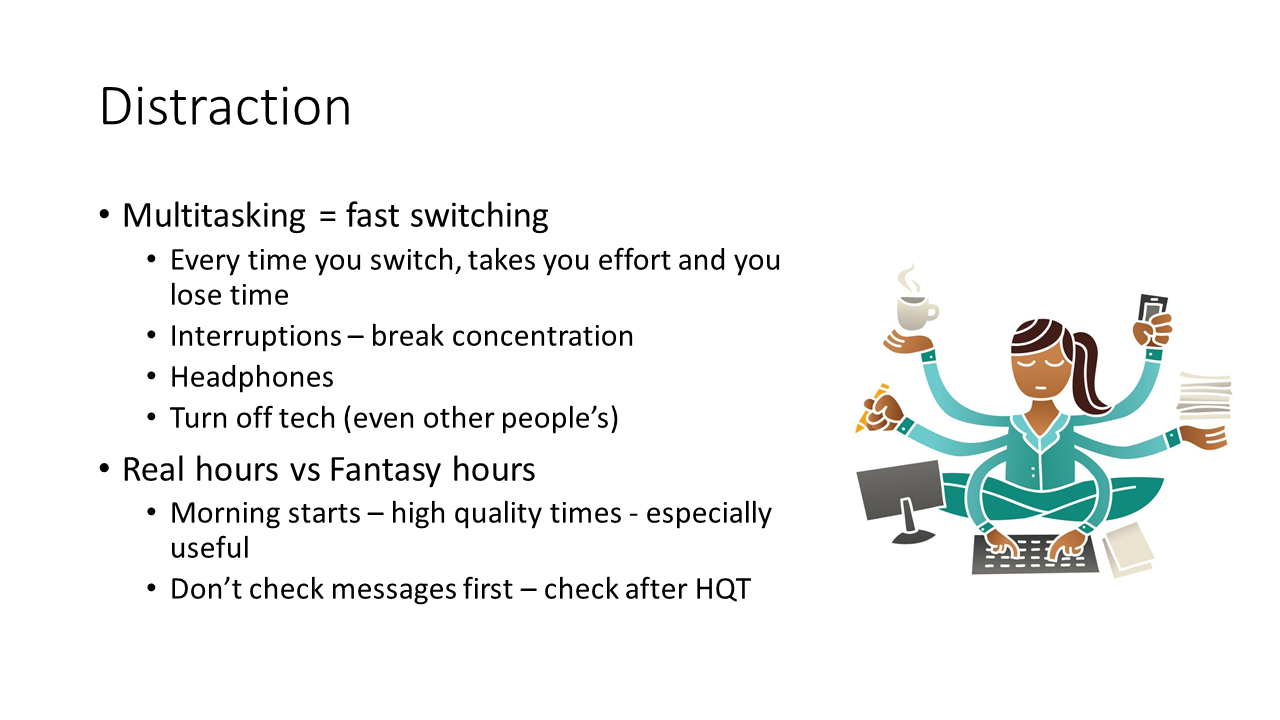 Distraction
• Multitasking = fast switching
• Every time you switch, takes you effort and you
lose time
• Interruptions – break concentration
• Headphones
• Turn off tech (even other people’s)
• Real hours vs Fantasy hours
• Morning starts – high quality times - especially
useful
• Don’t check messages first – check after HQT